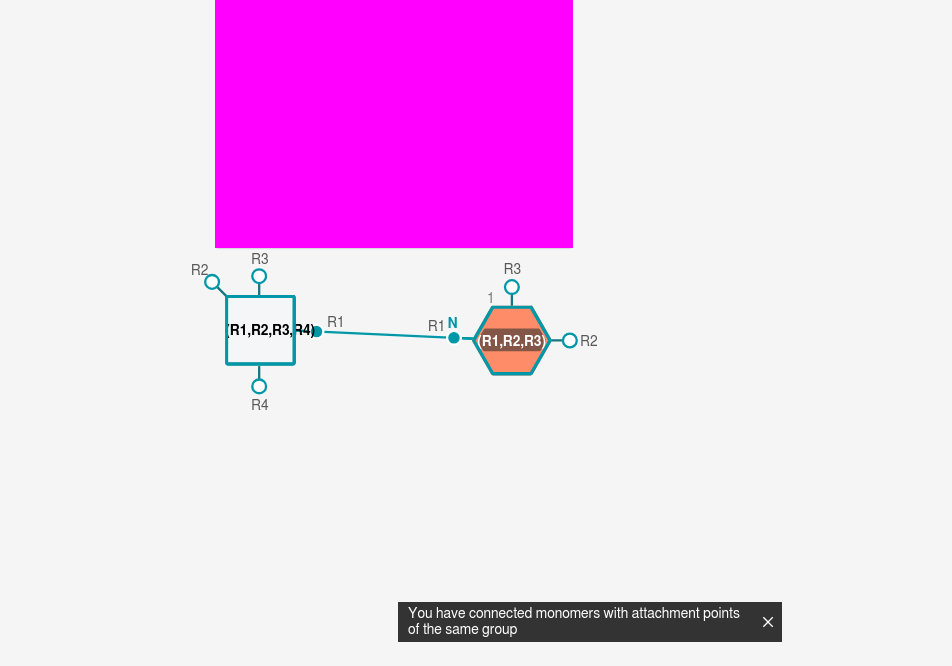 R3
R2
(R1,R2,R3,R4)
R1
R4
R3
1
R1
N
(R1,R2,R3)
R2
You have connected monomers with attachment points
of the same group